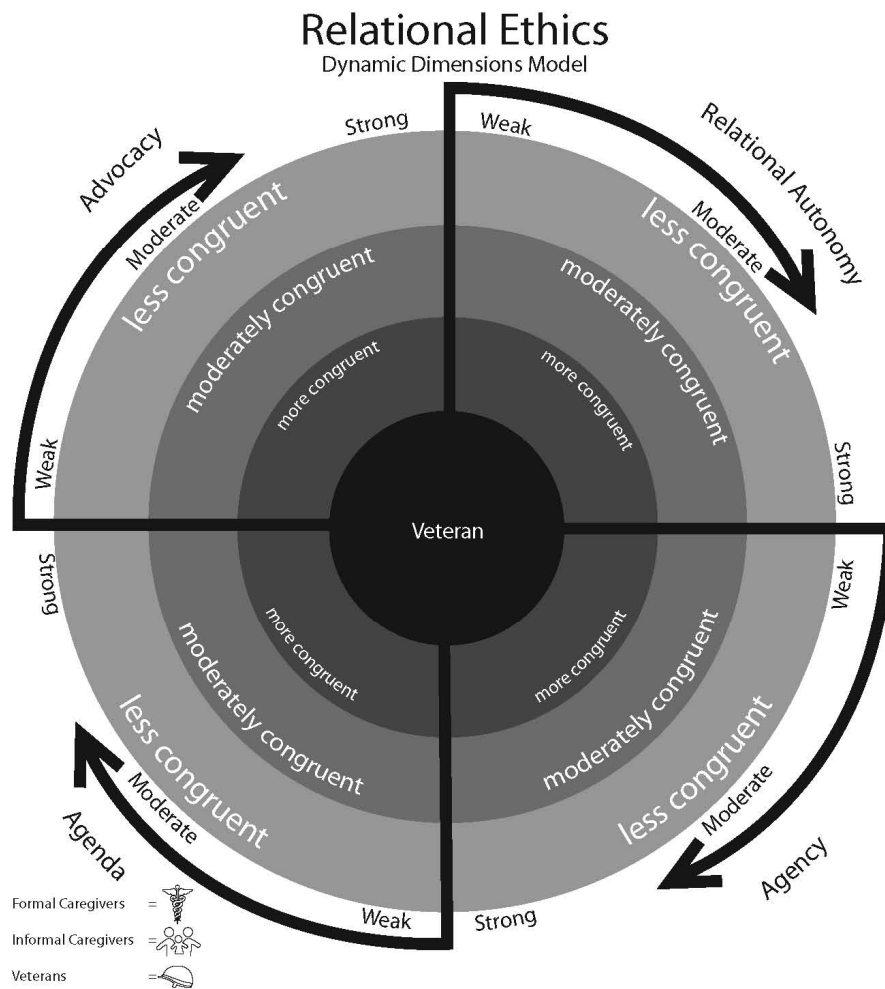 Relational Ethics
Dynamic Dimensions Model
Advocacy
Strong
Moderate
Weak
less congruent
moderately congruent
more congruent
Relational Autonomy
Weak
Moderate
Strong
less congruent
moderately congruent
more congruent
Veteran
Agenda
Strong
Moderate
Weak
more congruent
moderately congruent
less congruent
Agency
Weak
Moderate
Strong
more congruent
moderately congruent
less congruent
Formal Caregivers =
Informal Caregivers =
Veterans =